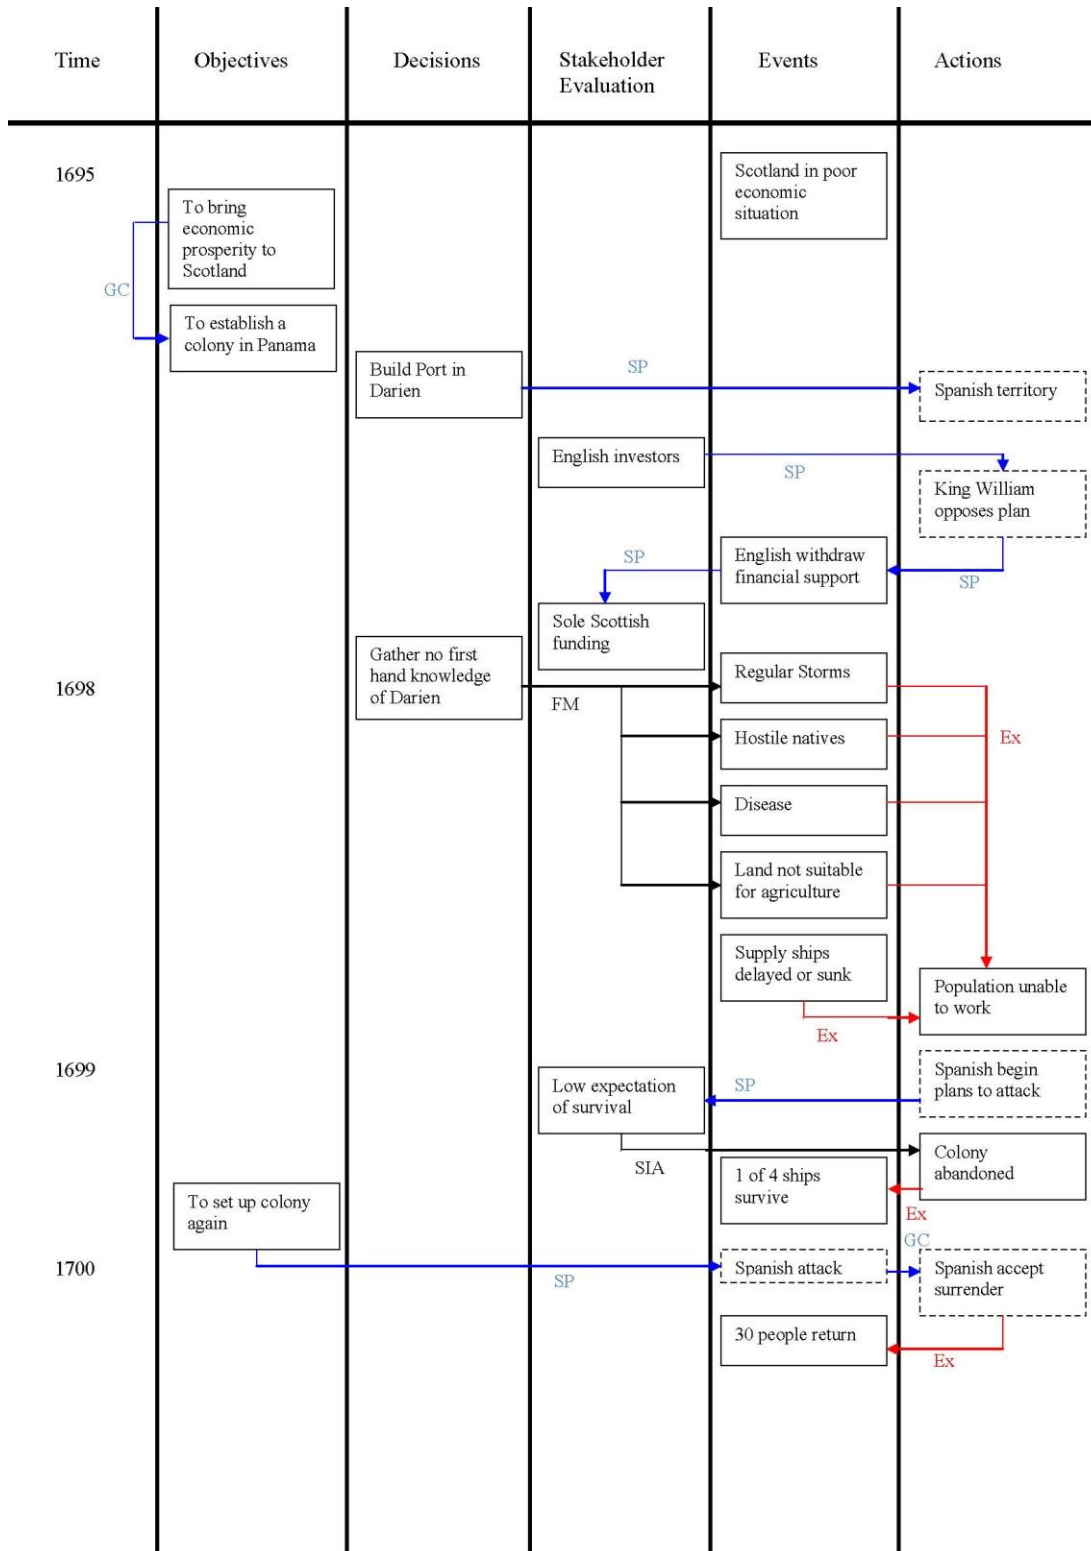 Time
Objectives
Decisions
Stakeholder
Evaluation
Events
Actions
1695
Scotland in poor
economic
situation
To bring
economic
prosperity to
Scotland
GC
To establish a
colony in Panama
Build Port in
Darien
SP
Spanish territory
English investors
SP
King William
opposes plan
SP
English withdraw
financial support
SP
Sole Scottish
funding
Gather no first
hand knowledge
of Darien
1698
FM
Regular Storms
Ex
Hostile natives
Disease
Land not suitable
for agriculture
Supply ships
delayed or sunk
Ex
Population unable
to work
1699
Spanish begin
plans to attack
SP
Low expectation
of survival
SIA
Colony
abandoned
1 of 4 ships
survive
Ex
To set up colony
again
GC
1700
SP
Spanish attack
Spanish accept
surrender
30 people return
Ex